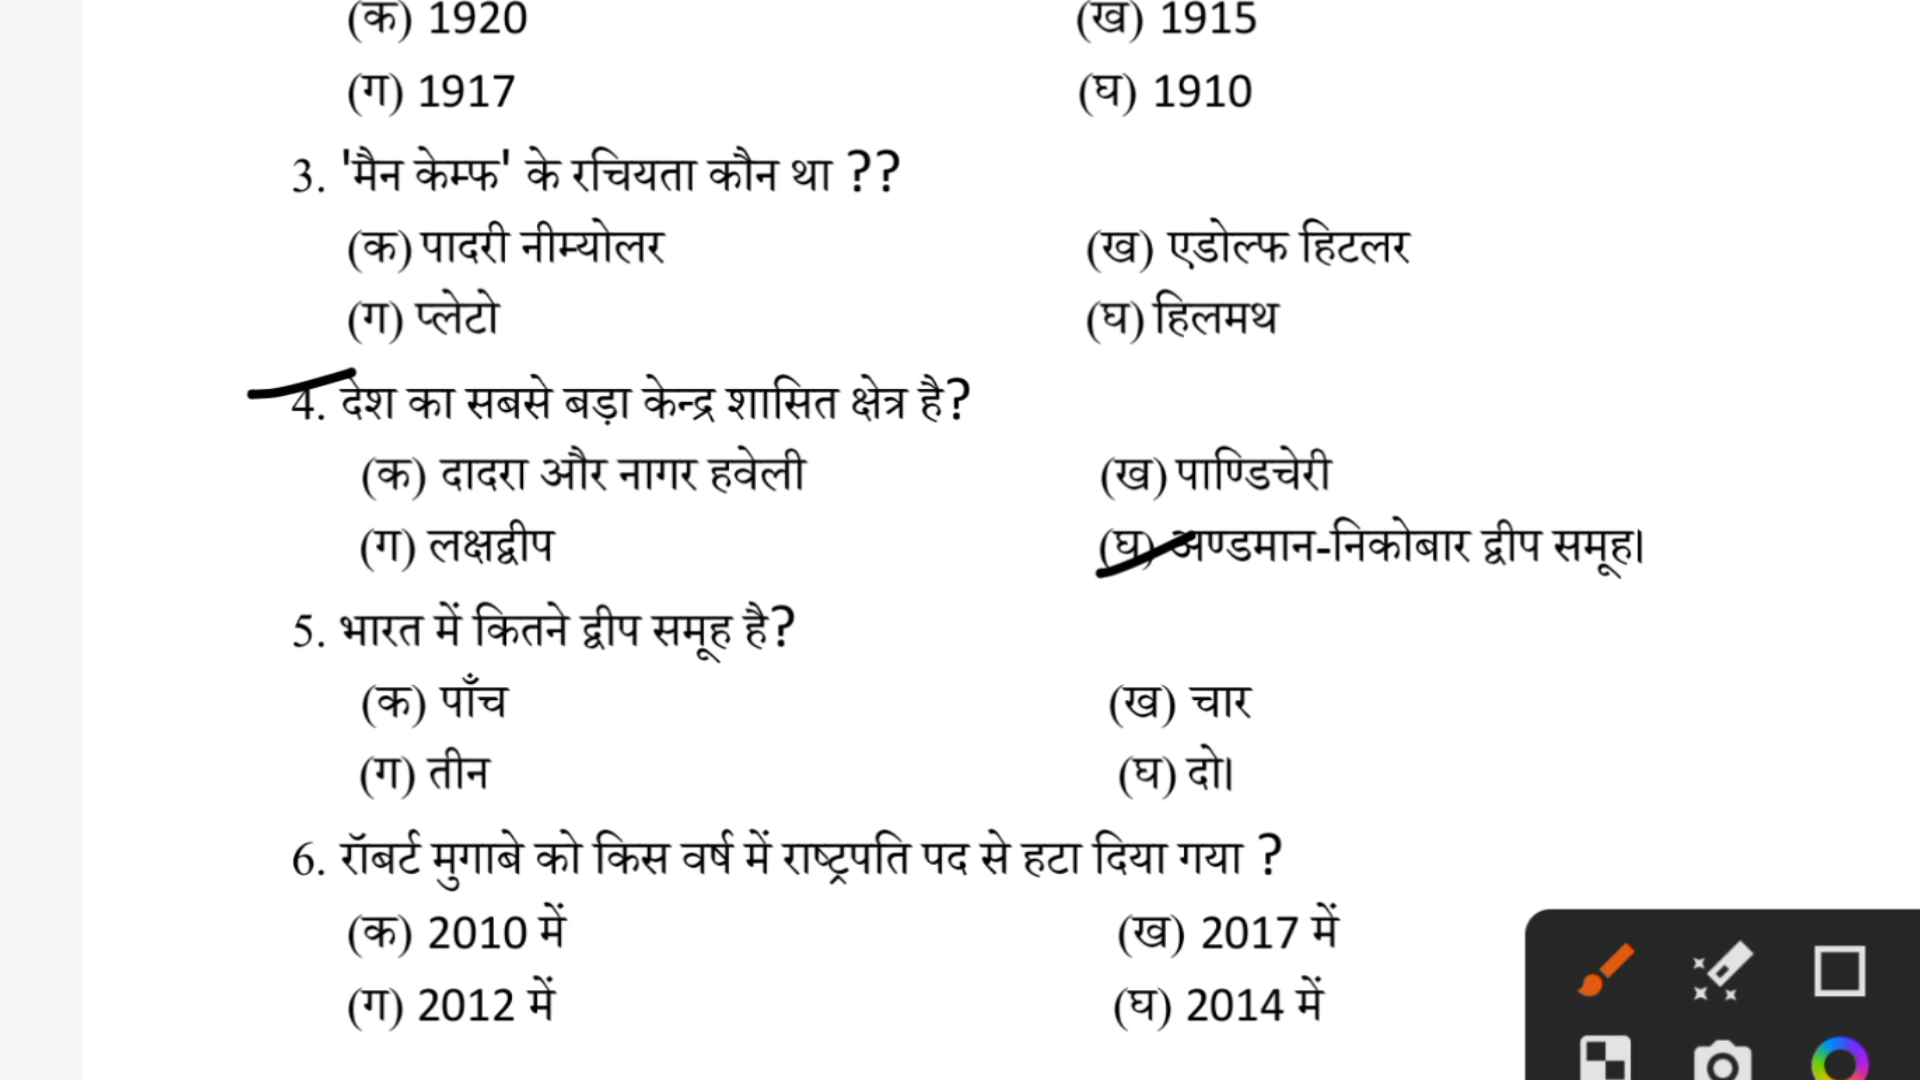 (क) 1920 (ख) 1915
(ग) 1917 (घ) 1910
3. 'मैन केम्फ' के रचियता कौन था ??
(क) पादरी नीम्योलर (ख) एडोल्फ हिटलर
(ग) प्लेटो (घ) हिलमथ
4. देश का सबसे बड़ा केन्द्र शासित क्षेत्र है?
(क) दादरा और नागर हवेली (ख) पाण्डिचेरी
(ग) लक्षद्वीप (घ) अण्डमान-निकोबार द्वीप समूह।
5. भारत में कितने द्वीप समूह है?
(क) पाँच (ख) चार
(ग) तीन (घ) दो।
6. रॉबर्ट मुगाबे को किस वर्ष में राष्ट्रपति पद से हटा दिया गया ?
(क) 2010 में (ख) 2017 में
(ग) 2012 में (घ) 2014 में